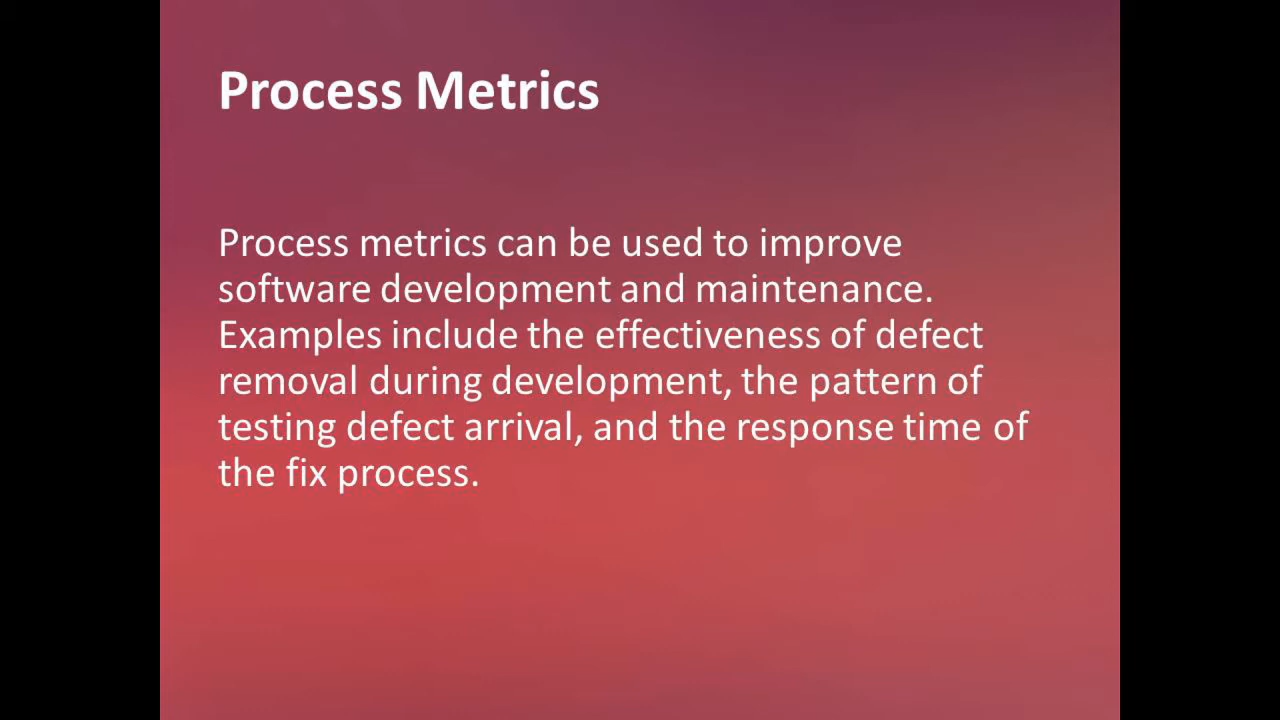 Process Metrics
Process metrics can be used to improve
software development and maintenance.
Examples include the effectiveness of defect
removal during development, the pattern of
testing defect arrival, and the response time of
the fix process.